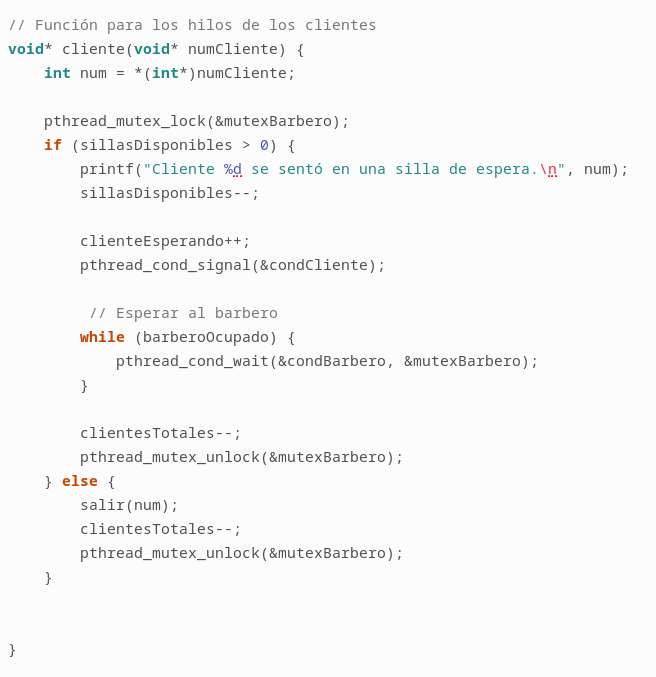 // Función para los hilos de los clientes
void* cliente(void* numCliente) {
    int num = *(int*)numCliente;

    pthread_mutex_lock(&mutexBarbero);
    if (sillasDisponibles > 0) {
        printf("Cliente %d se sentó en una silla de espera.\n", num);
        sillasDisponibles--;

        clienteEsperando++;
        pthread_cond_signal(&condCliente);

         // Esperar al barbero
        while (barberoOcupado) {
            pthread_cond_wait(&condBarbero, &mutexBarbero);
        }

        clientesTotales--;
        pthread_mutex_unlock(&mutexBarbero);
    } else {
        salir(num);
        clientesTotales--;
        pthread_mutex_unlock(&mutexBarbero);
    }


}